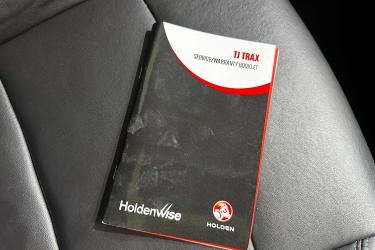 TJ TRAX
SERVICE/WARRANTY BOOKLET
Holdenwise
HOLDEN